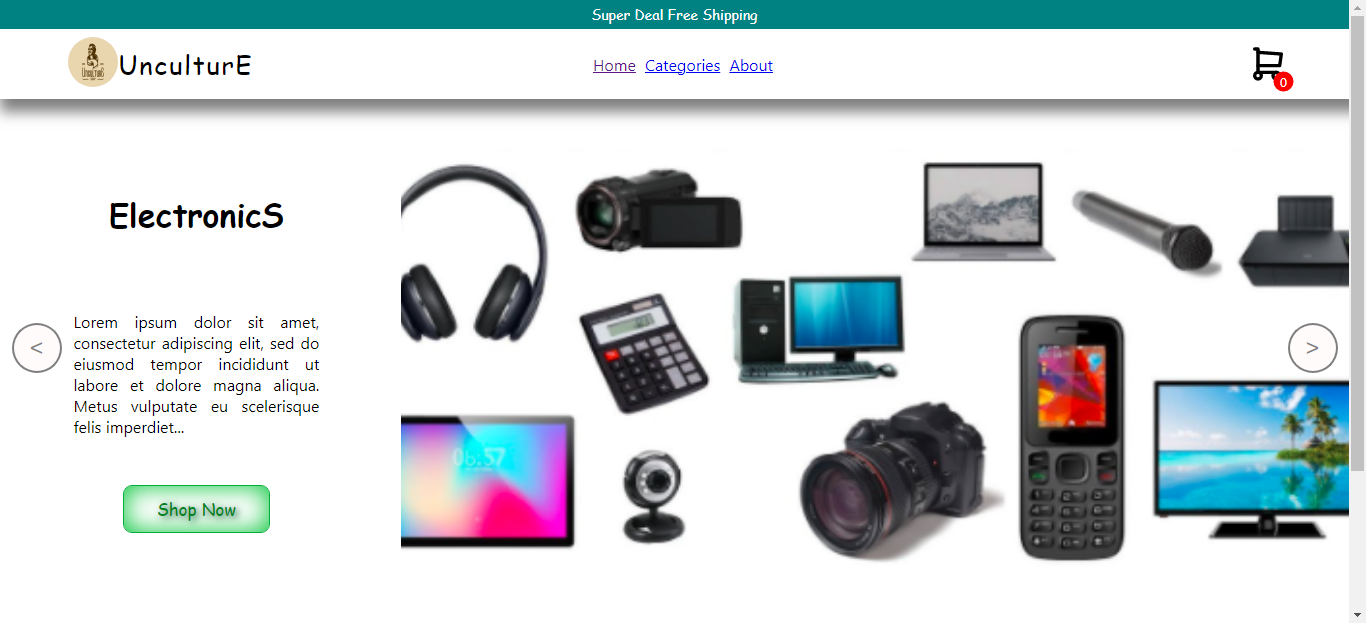 Super Deal Free Shipping
UncultureE
Home Categories About
0
ElectronicS
<
Lorem ipsum dolor sit amet,
consectetur adipiscing elit, sed do
eiusmod tempor incididunt ut
labore et dolore magna aliqua.
Metus vulputate eu scelerisque
felis imperdiet...
>
06:57
Shop Now